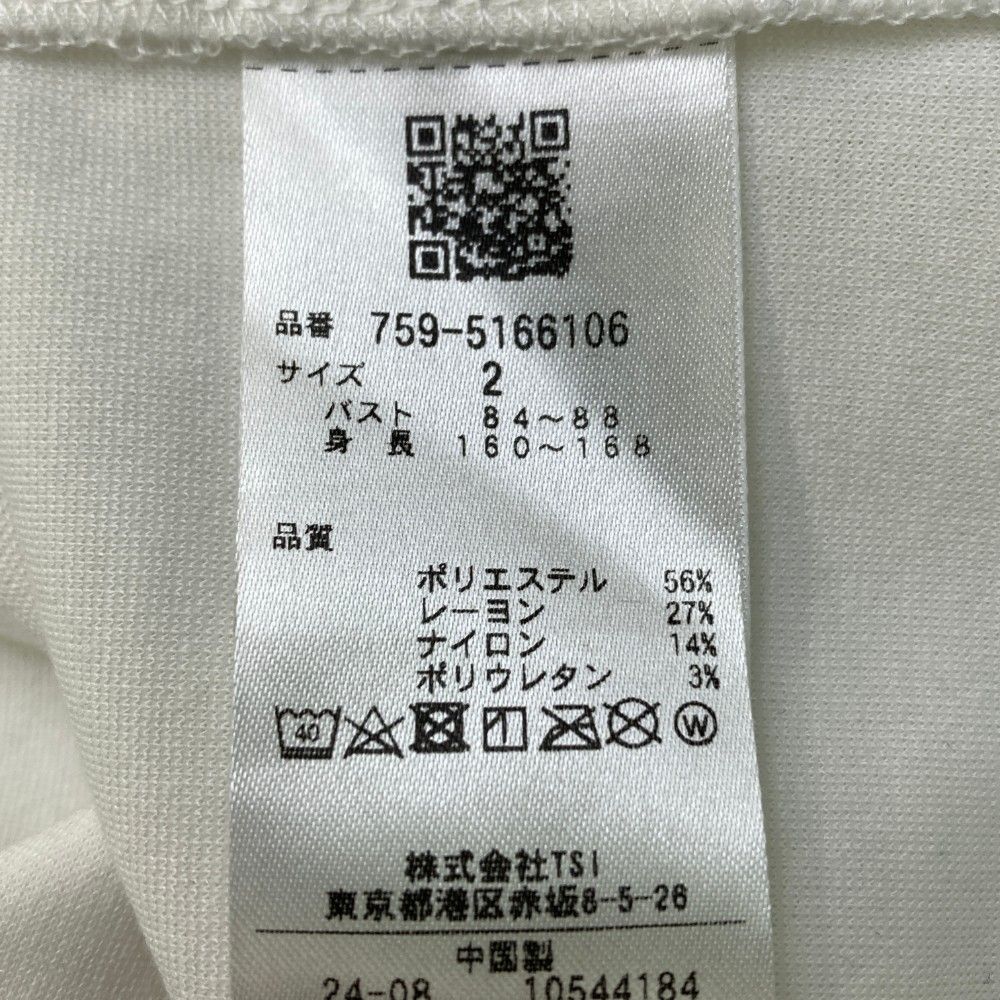 品番 759-5166106
サイズ 2
バスト 84~88
身長 160~168
品質
ポリエステル 56%
レーヨン 27%
ナイロン 14%
ポリウレタン 3%
40 W
株式会社TSI
東京都港区赤坂8-5-26
中国製
24-08 10544184